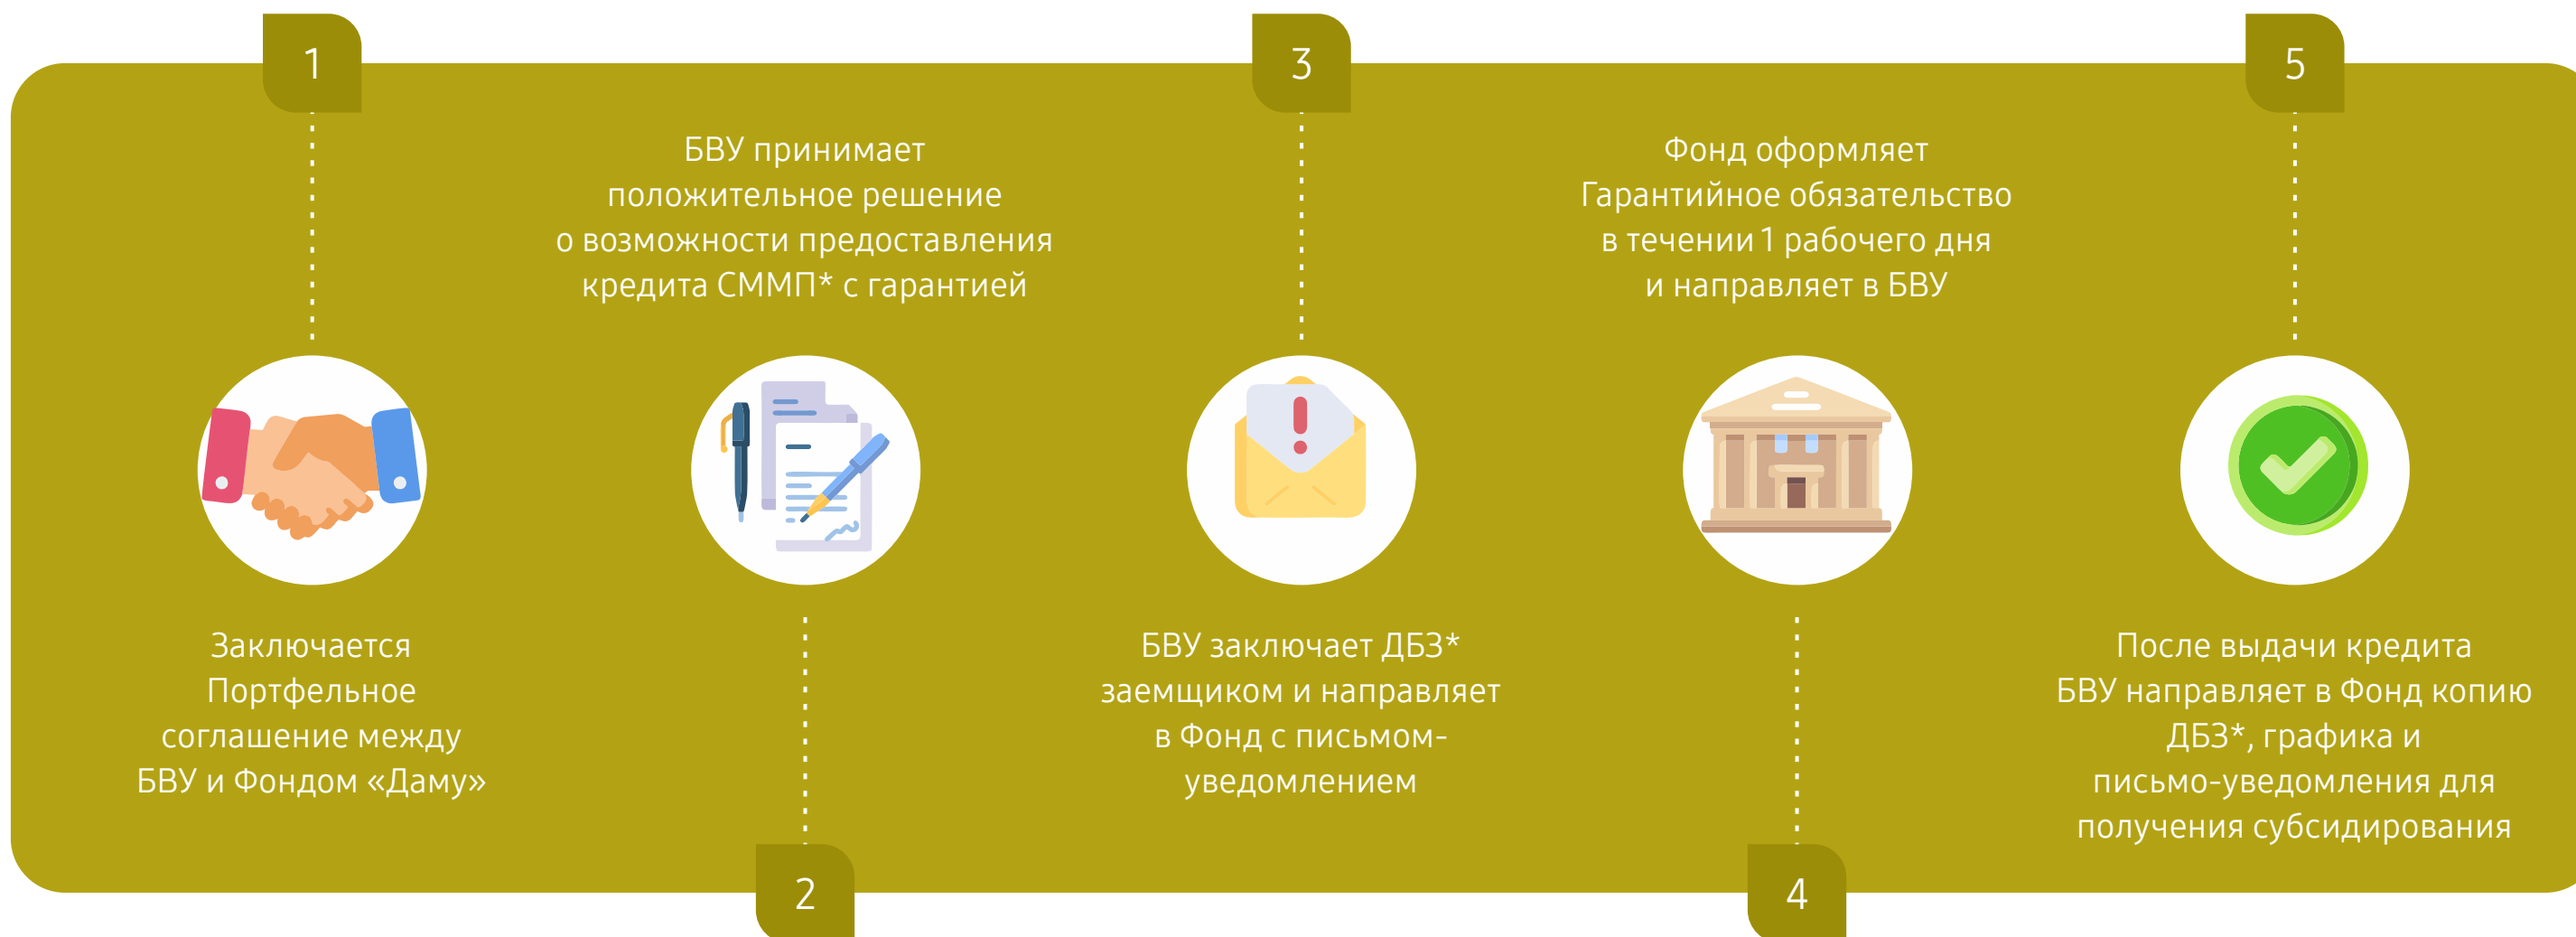 1
Заключается
Портфельное
соглашение между
БВУ и Фондом «Даму»
БВУ принимает
положительное решение
о возможности предоставления
кредита СММП* с гарантией
2
3
БВУ заключает ДБЗ*
заемщиком и направляет
в Фонд с письмом-
уведомлением
Фонд оформляет
Гарантийное обязательство
в течении 1 рабочего дня
и направляет в БВУ
4
5
После выдачи кредита
БВУ направляет в Фонд копию
ДБЗ*, графика и
письмо-уведомления для
получения субсидирования